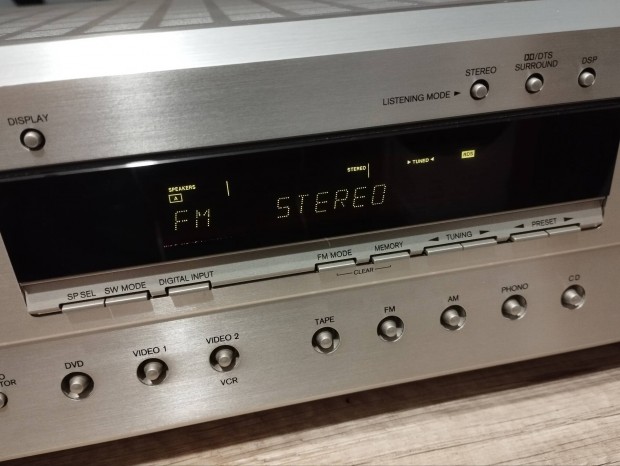 STEREO
DD/DTS
SURROUND
DSP
LISTENING MODE
DISPLAY
SPEAKERS
A
STEREO
TUNED
RDS
FM STEREO
SP SEL
SW MODE
DIGITAL INPUT
FM MODE
MEMORY
CLEAR
TUNING
PRESET
DVD
VIDEO 1
VIDEO 2
VCR
TAPE
FM
AM
PHONO
CD